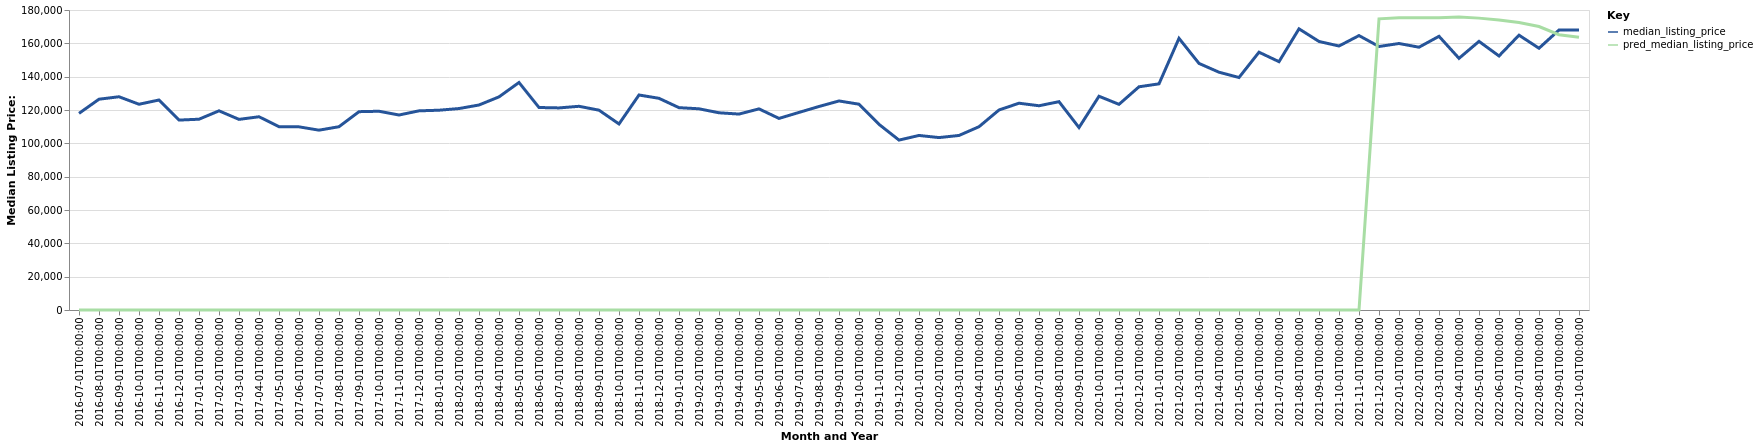 180,000
160,000
140,000
120,000
100,000
80,000
60,000
40,000
20,000
0
Median Listing Price:
2016-07-01T00:00:00
2016-08-01T00:00:00
2016-09-01T00:00:00
2016-10-01T00:00:00
2016-11-01T00:00:00
2016-12-01T00:00:00
2017-01-01T00:00:00
2017-02-01T00:00:00
2017-03-01T00:00:00
2017-04-01T00:00:00
2017-05-01T00:00:00
2017-06-01T00:00:00
2017-07-01T00:00:00
2017-08-01T00:00:00
2017-09-01T00:00:00
2017-10-01T00:00:00
2017-11-01T00:00:00
2017-12-01T00:00:00
2018-01-01T00:00:00
2018-02-01T00:00:00
2018-03-01T00:00:00
2018-04-01T00:00:00
2018-05-01T00:00:00
2018-06-01T00:00:00
2018-07-01T00:00:00
2018-08-01T00:00:00
2018-09-01T00:00:00
2018-10-01T00:00:00
2018-11-01T00:00:00
2018-12-01T00:00:00
2019-01-01T00:00:00
2019-02-01T00:00:00
2019-03-01T00:00:00
2019-04-01T00:00:00
2019-05-01T00:00:00
2019-06-01T00:00:00
2019-07-01T00:00:00
2019-08-01T00:00:00
2019-09-01T00:00:00
2019-10-01T00:00:00
2019-11-01T00:00:00
2019-12-01T00:00:00
2020-01-01T00:00:00
2020-02-01T00:00:00
2020-03-01T00:00:00
2020-04-01T00:00:00
2020-05-01T00:00:00
2020-06-01T00:00:00
2020-07-01T00:00:00
2020-08-01T00:00:00
2020-09-01T00:00:00
2020-10-01T00:00:00
2020-11-01T00:00:00
2020-12-01T00:00:00
2021-01-01T00:00:00
2021-02-01T00:00:00
2021-03-01T00:00:00
2021-04-01T00:00:00
2021-05-01T00:00:00
2021-06-01T00:00:00
2021-07-01T00:00:00
2021-08-01T00:00:00
2021-09-01T00:00:00
2021-10-01T00:00:00
2021-11-01T00:00:00
2021-12-01T00:00:00
2022-01-01T00:00:00
2022-02-01T00:00:00
2022-03-01T00:00:00
2022-04-01T00:00:00
2022-05-01T00:00:00
2022-06-01T00:00:00
2022-07-01T00:00:00
2022-08-01T00:00:00
2022-09-01T00:00:00
2022-10-01T00:00:00
Month and Year
Key
median_listing_price
pred_median_listing_price